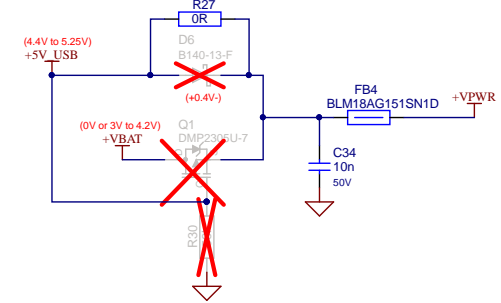 R27
0R
(4.4V to 5.25V)
+5V_USB
D6
B140-13-F
(+0.4V-)
FB4
BLM18AG151SN1D
+VPWR
(0V or 3V to 4.2V)
+VBAT
Q1
DMP2305U-7
C34
10n
50V
R30